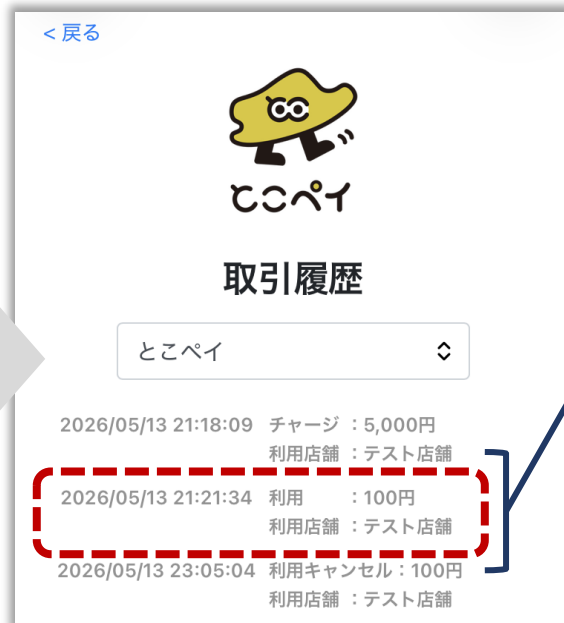 < 戻る
とこペイ
取引履歴
とこペイ
2026/05/13 21:18:09 チャージ ：5,000円
利用店舗 ：テスト店舗
2026/05/13 21:21:34 利用 ：100円
利用店舗 ：テスト店舗
2026/05/13 23:05:04 利用キャンセル：100円
利用店舗 ：テスト店舗